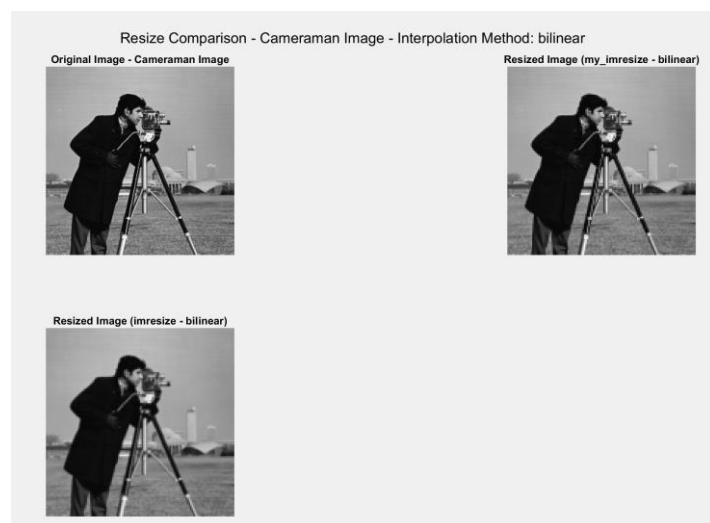 Resize Comparison - Cameraman Image - Interpolation Method: bilinear
Original Image - Cameraman Image
Resized Image (my_imresize - bilinear)
Resized Image (imresize - bilinear)